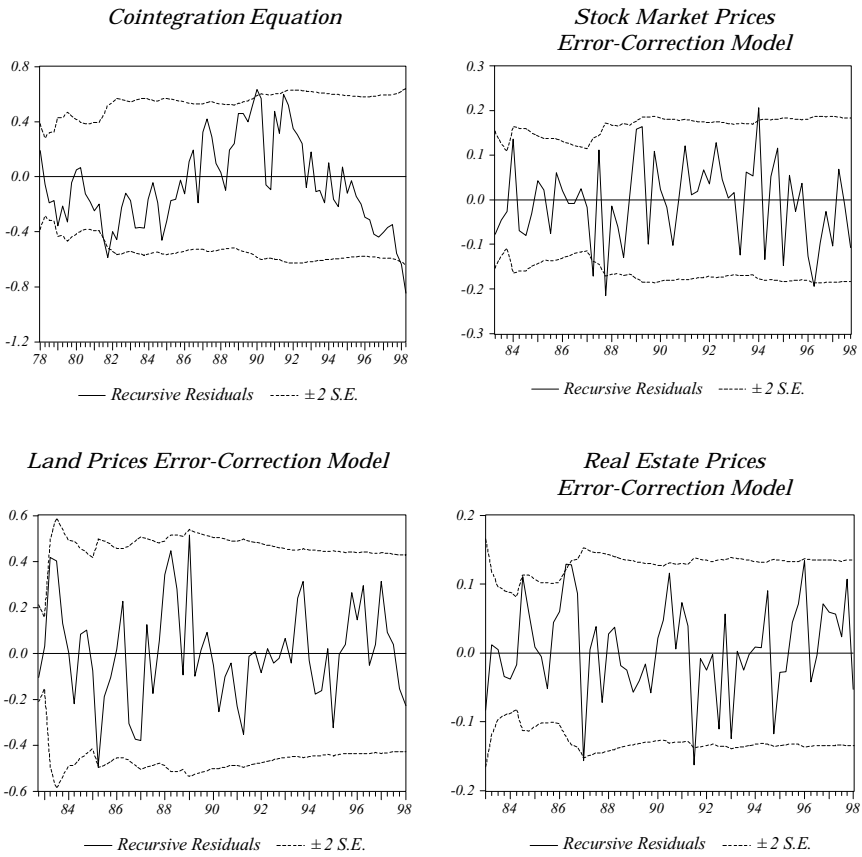 Cointegration Equation
0.8
0.4
0.0
-0.4
-0.8
-1.2
78 80 82 84 86 88 90 92 94 96 98
Recursive Residuals ± 2 S.E.
Stock Market Prices
Error-Correction Model
0.3
0.2
0.1
0.0
-0.1
-0.2
-0.3
84 86 88 90 92 94 96 98
Recursive Residuals ± 2 S.E.
Land Prices Error-Correction Model
0.6
0.4
0.2
0.0
-0.2
-0.4
-0.6
84 86 88 90 92 94 96 98
Recursive Residuals ± 2 S.E.
Real Estate Prices
Error-Correction Model
0.2
0.1
0.0
-0.1
-0.2
84 86 88 90 92 94 96 98
Recursive Residuals ± 2 S.E.